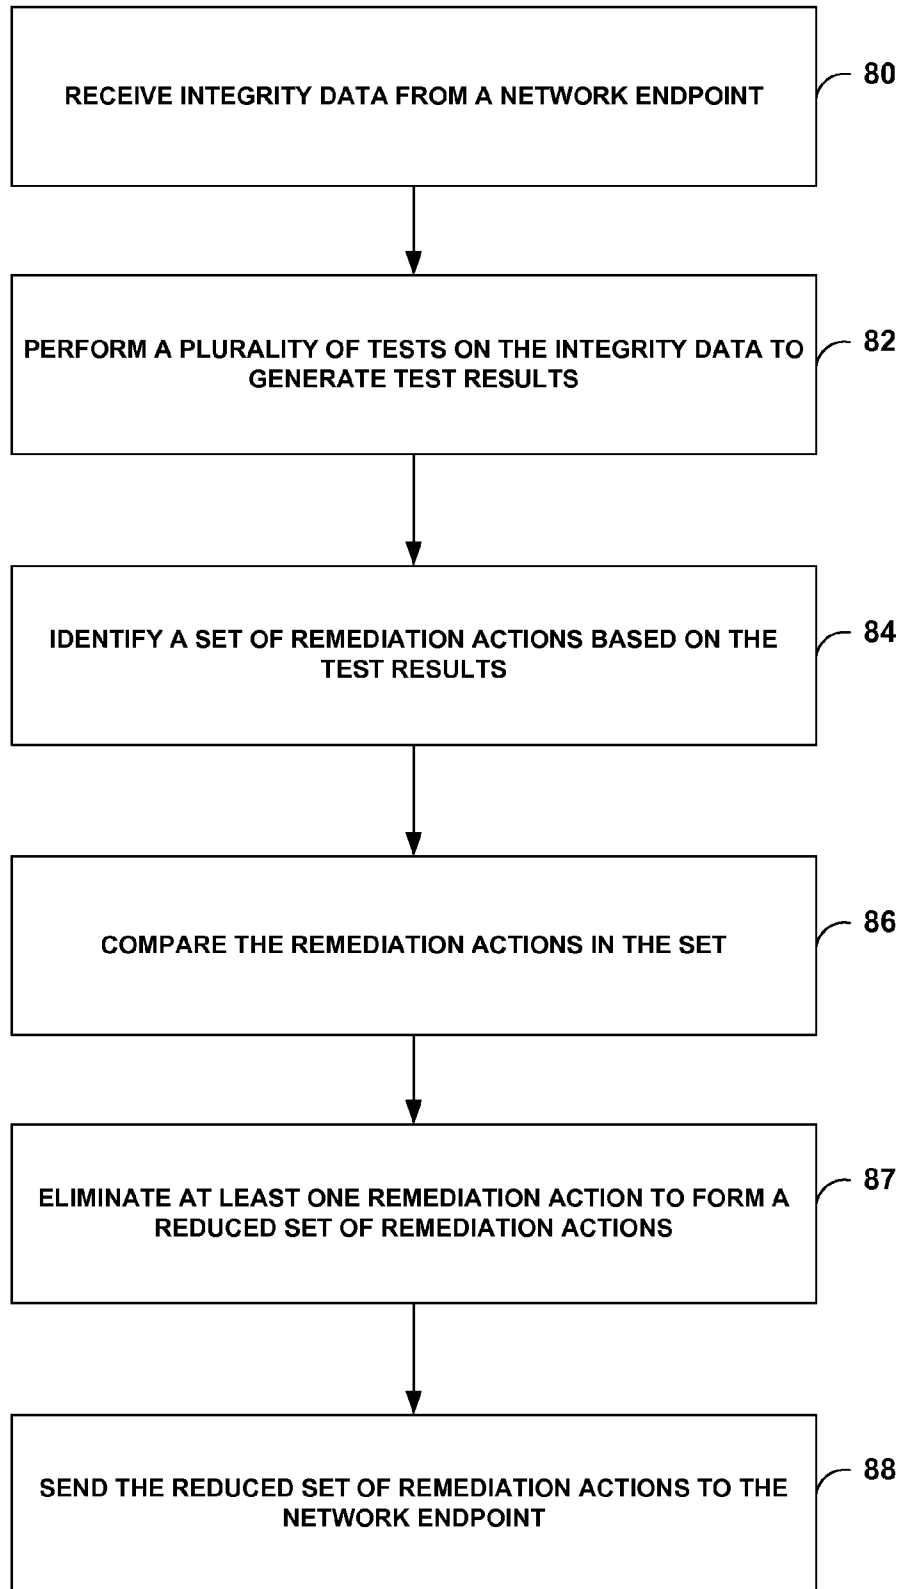 RECEIVE INTEGRITY DATA FROM A NETWORK ENDPOINT
80
PERFORM A PLURALITY OF TESTS ON THE INTEGRITY DATA TO
GENERATE TEST RESULTS
82
IDENTIFY A SET OF REMEDIATION ACTIONS BASED ON THE
TEST RESULTS
84
COMPARE THE REMEDIATION ACTIONS IN THE SET
86
ELIMINATE AT LEAST ONE REMEDIATION ACTION TO FORM A
REDUCED SET OF REMEDIATION ACTIONS
87
SEND THE REDUCED SET OF REMEDIATION ACTIONS TO THE
NETWORK ENDPOINT
88